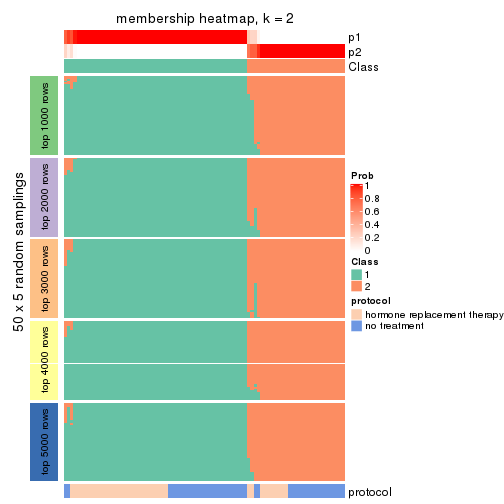 membership heatmap, k = 2
p1
p2
Class
50 x 5 random samplings
top 1000 rows
top 2000 rows
top 3000 rows
top 4000 rows
top 5000 rows
Prob
1
0.8
0.6
0.4
0.2
0
Class
1
2
protocol
hormone replacement therapy
no treatment
protocol